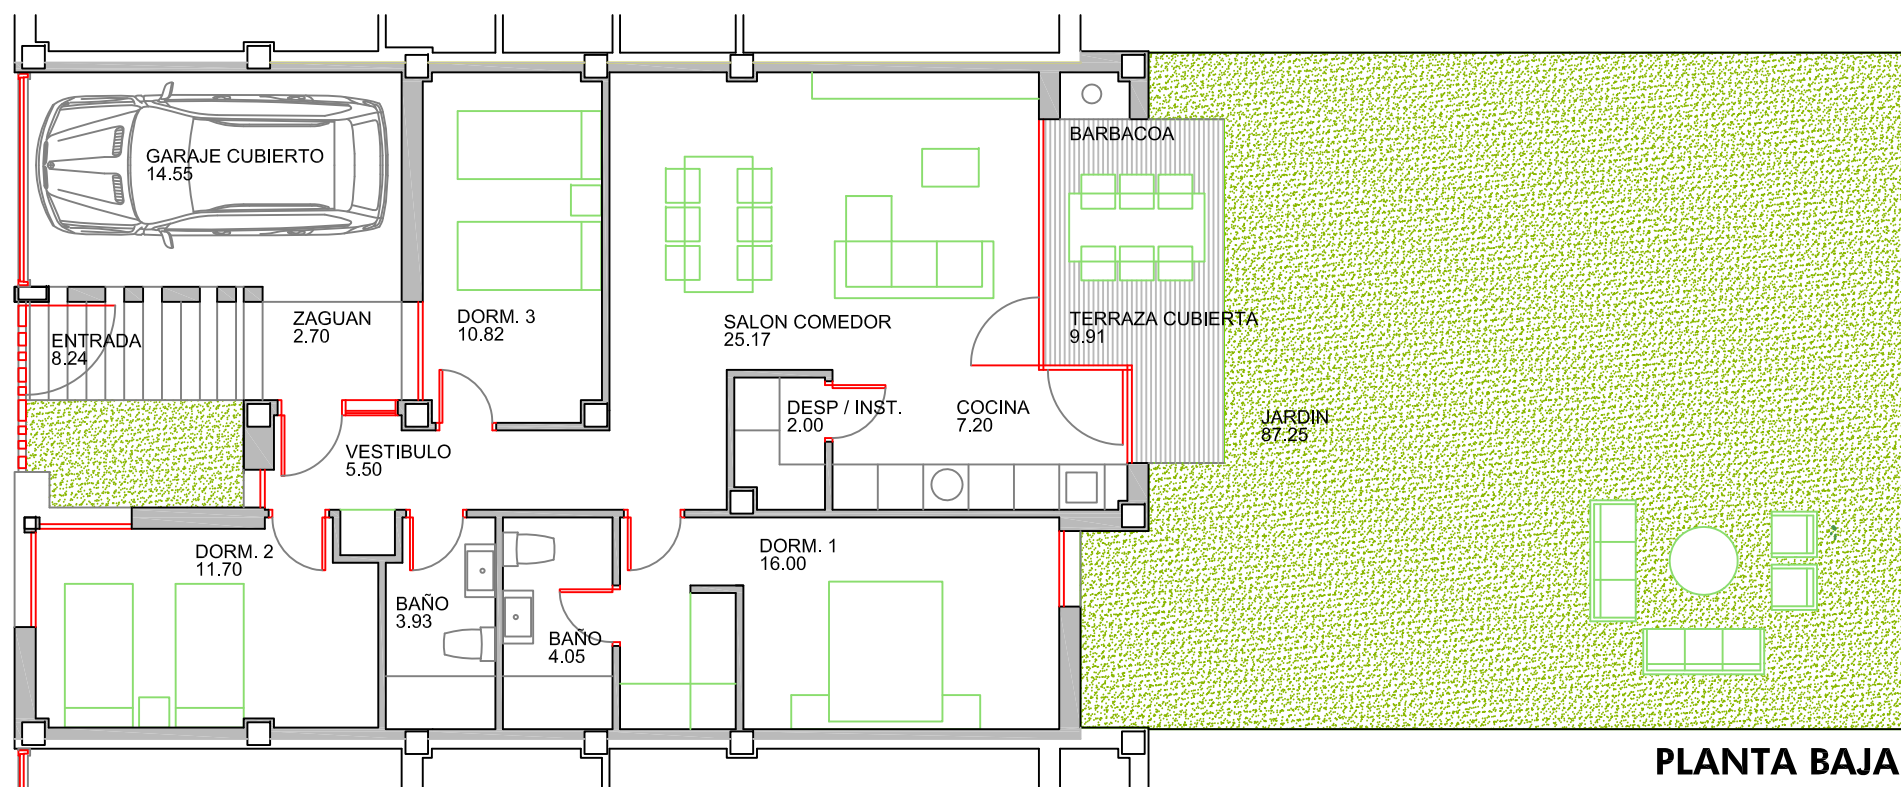 GARAJE CUBIERTO
14.55
BARBACOA
ENTRADA
8.24
ZAGUAN
2.70
DORM. 3
10.82
SALON COMEDOR
25.17
TERRAZA CUBIERTA
9.91
VESTIBULO
5.50
DESP / INST.
2.00
COCINA
7.20
JARDIN
87.25
DORM. 2
11.70
BAÑO
3.93
BAÑO
4.05
DORM. 1
16.00
PLANTA BAJA